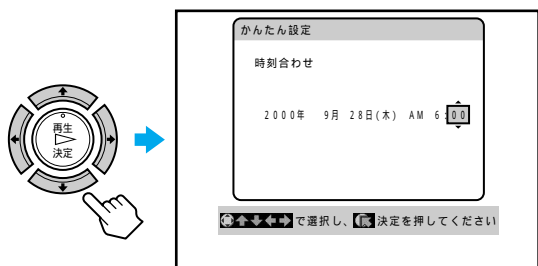 かんたん設定
時刻合わせ
2000年 9月 28日(木) AM 6:00
再生
決定
で選択し、 決定を押してください